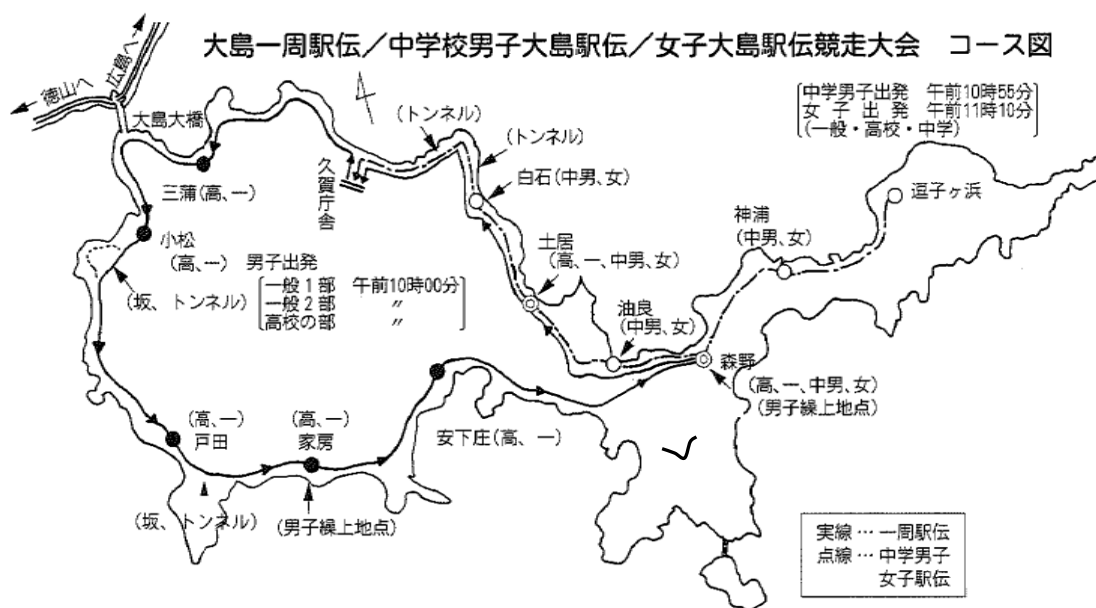 大島一周駅伝／中学校男子大島駅伝／女子大島駅伝競走大会　コース図
徳山へ
広島へ
中学男子出発　午前10時55分
女子出発　午前11時10分
（一般・高校・中学）
大島大橋
（トンネル）
（トンネル）
久賀庁舎
白石（中男、女）
三蒲（高、一）
逗子ヶ浜
神浦
（中男、女）
小松
（高、一）
土居
（高、一、中男、女）
（坂、トンネル）
男子出発
一般1部　午前10時00分
一般2部　〃
高校の部　〃
油良
（中男、女）
森野
（高、一、中男、女）
（男子繰上地点）
（高、一）
戸田
（高、一）
家房
安下庄（高、一）
（坂、トンネル）
（男子繰上地点）
実線…一周駅伝
点線…中学男子
女子駅伝